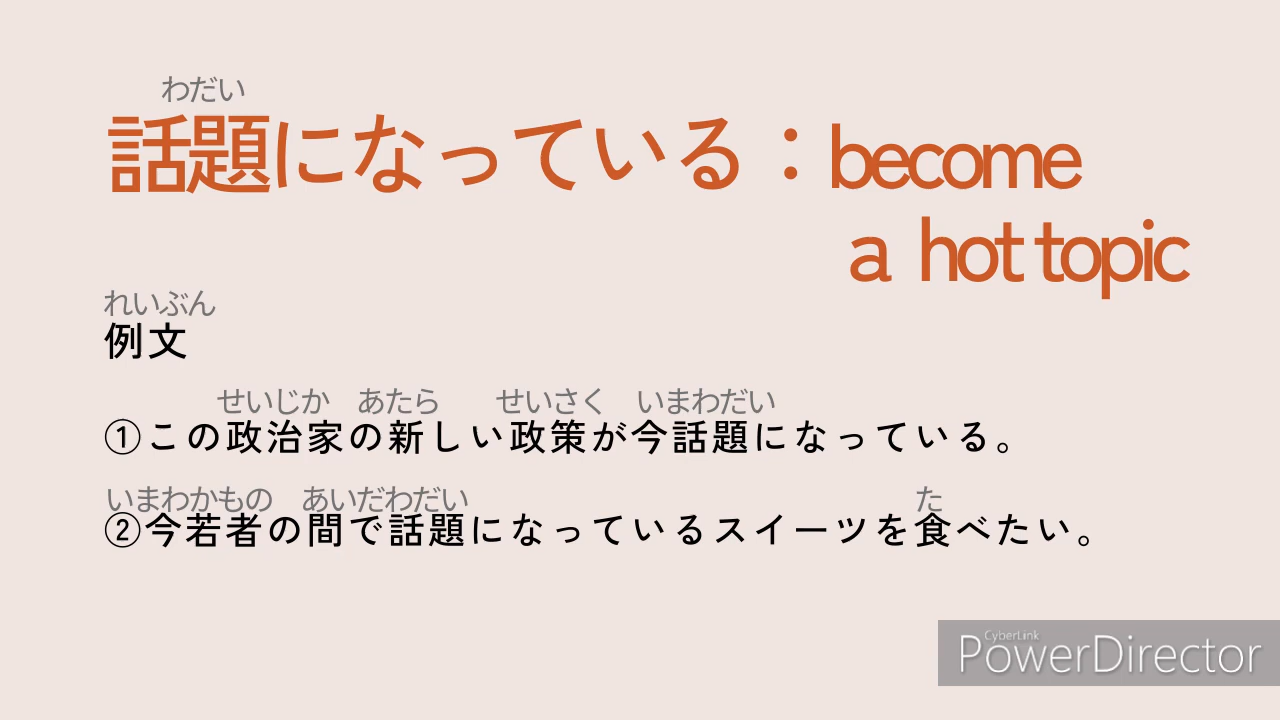 わだい
話題になっている：become
a hot topic
れいぶん
例文
せいじか あたら せいさく いまわだい
①この政治家の新しい政策が今話題になっている。
いまわかもの あいだわだい た
②今若者の間で話題になっているスイーツを食べたい。
CyberLink
PowerDirector